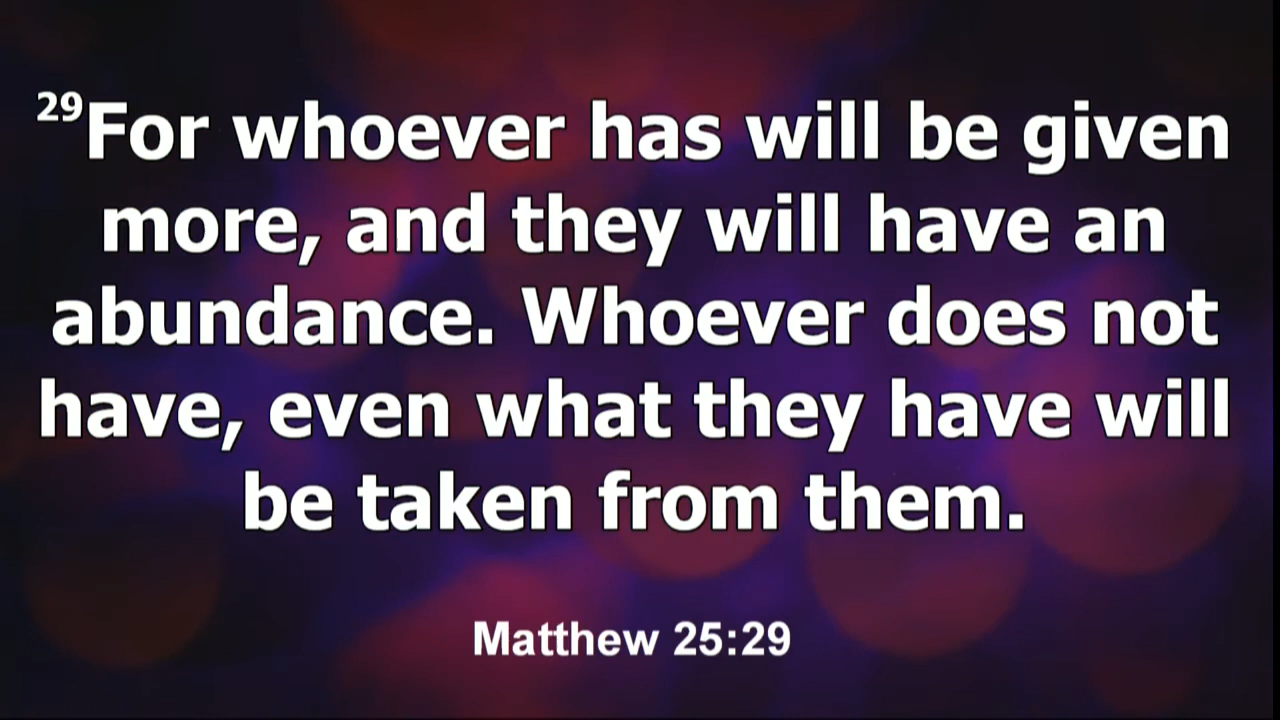 ²⁹For whoever has will be given
more, and they will have an
abundance. Whoever does not
have, even what they have will
be taken from them.
Matthew 25:29